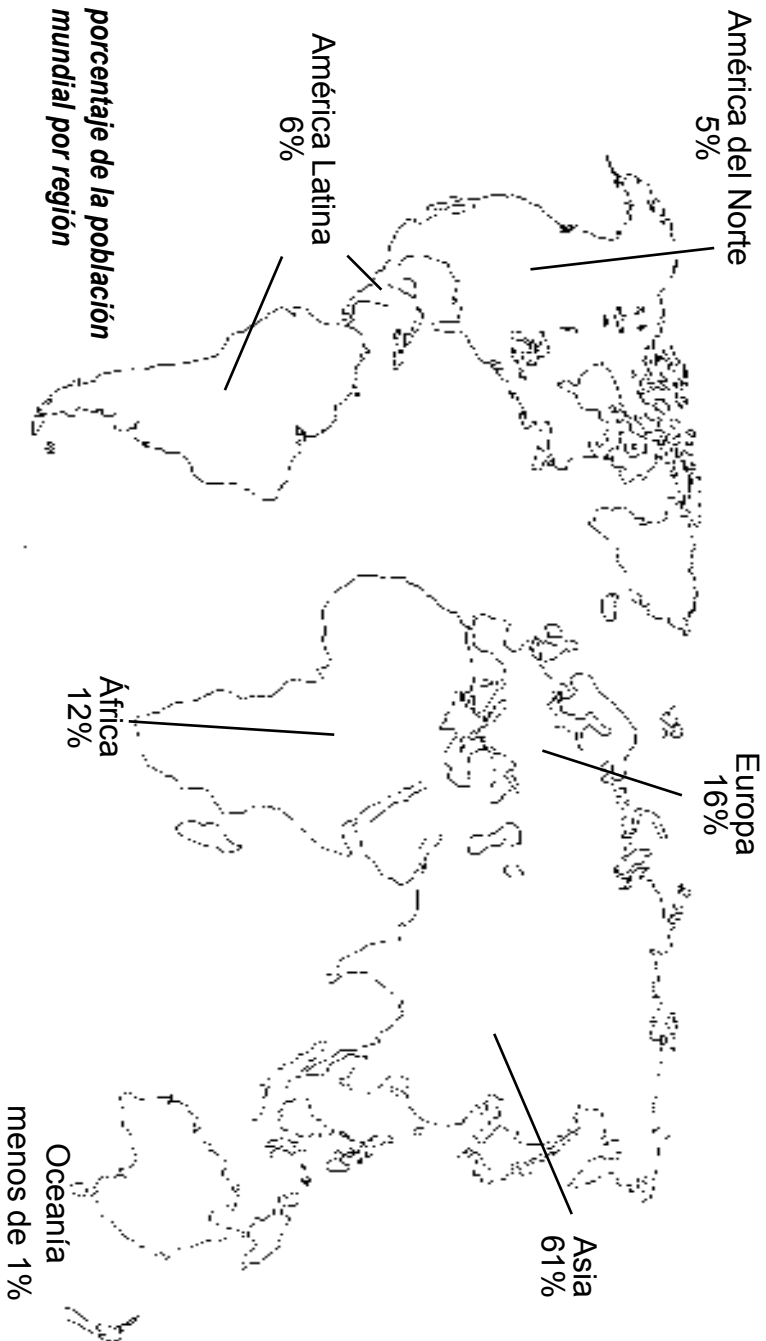 América del Norte
5%
Europa
16%
Asia
61%
América Latina
6%
África
12%
Oceanía
menos de 1%
porcentaje de la población
mundial por región